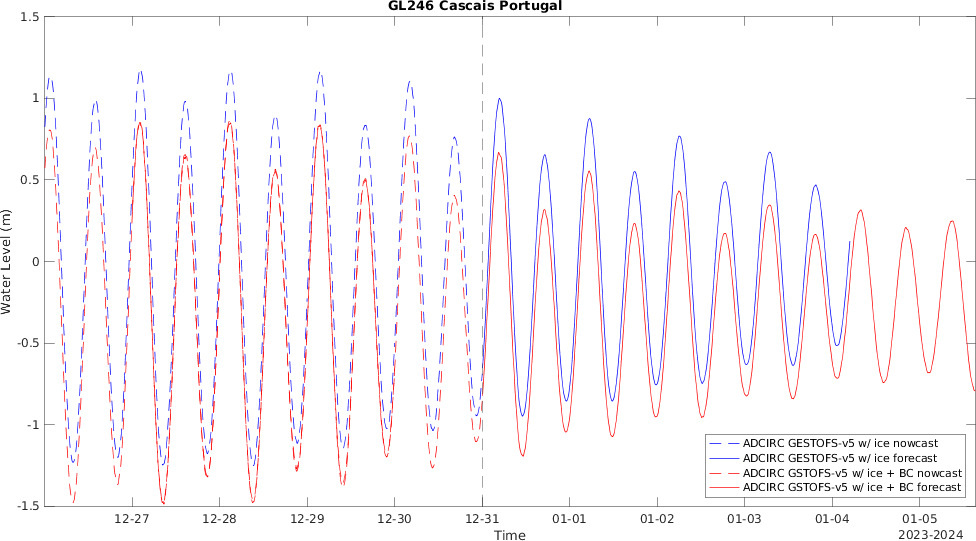 GL246 Cascais Portugal
1.5
1
0.5
0
-0.5
-1
-1.5
Water Level (m)
12-27 12-28 12-29 12-30 12-31 01-01 01-02 01-03 01-04 01-05
Time
2023-2024
ADCIRC GESTOFS-v5 w/ ice nowcast
ADCIRC GESTOFS-v5 w/ ice forecast
ADCIRC GSTOFS-v5 w/ ice + BC nowcast
ADCIRC GSTOFS-v5 w/ ice + BC forecast